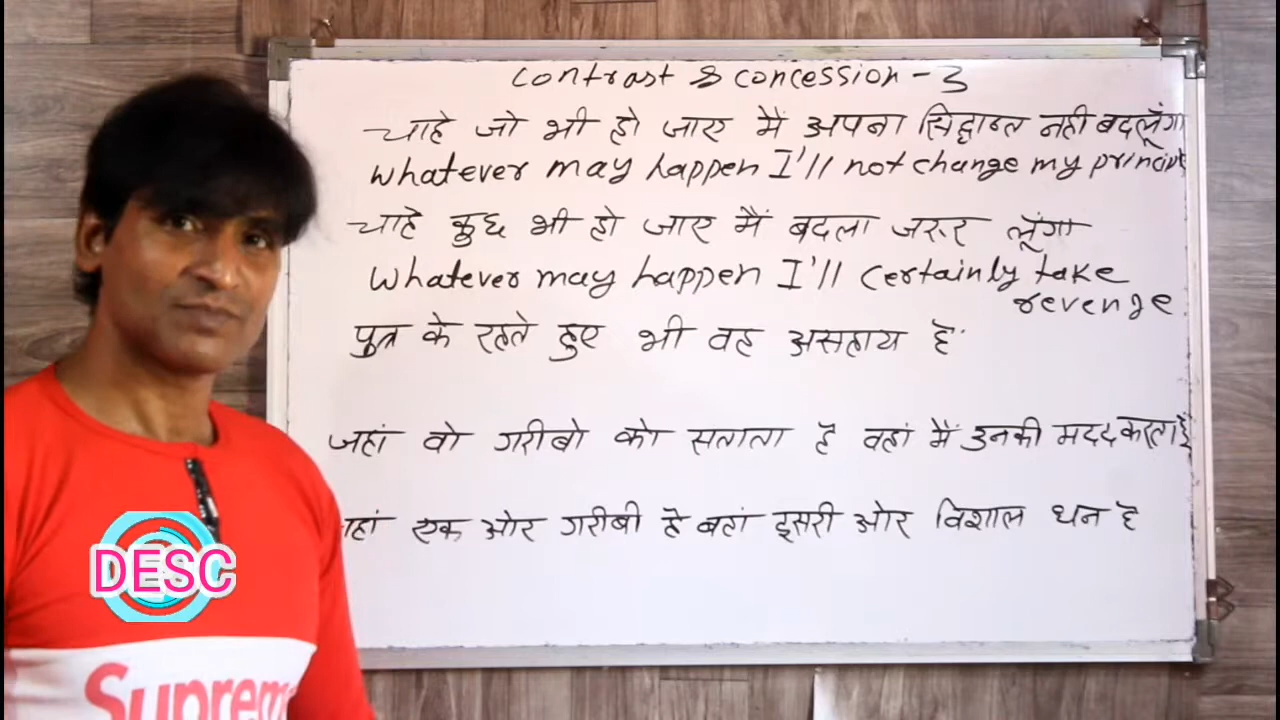 Contrast & concession - 3
चाहे जो भी हो जाए मैं अपना सिद्धान्त नही बदलूंगा
Whatever may happen I'll not change my principle
चाहे कुछ भी हो जाए मैं बदला जरूर लूंगा
Whatever may happen I'll certainly take
revenge.
पुत्र के रहते हुए भी वह असहाय है.
जहां वो गरीबो को सताता है वहां मैं उनकी मदद करता हूँ
जहां एक ओर गरीबी है वहां दूसरी ओर विशाल धन है
DESC
Supreme